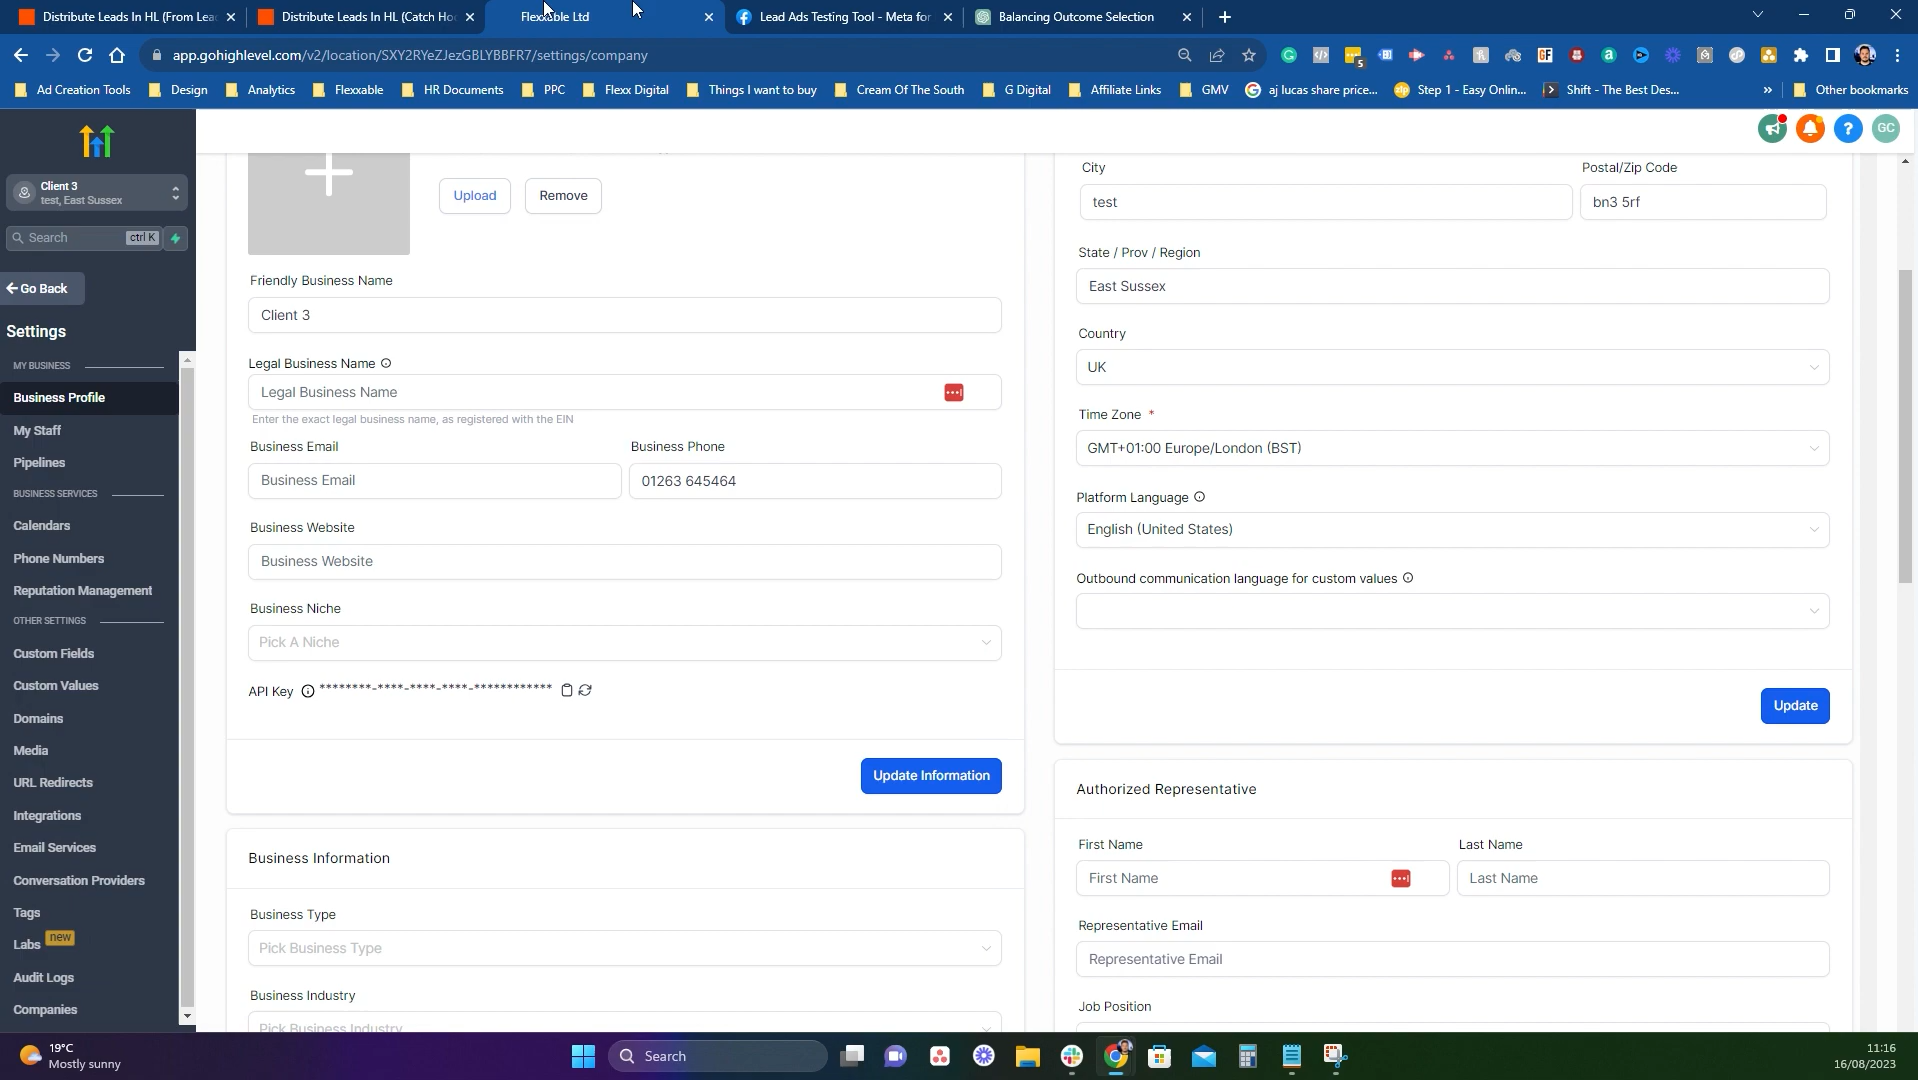 Distribute Leads In HL (From Lea
Distribute Leads In HL (Catch Ho
Flexxable Ltd
Lead Ads Testing Tool - Meta for
Balancing Outcome Selection
app.gohighlevel.com/v2/location/SXY2RYeZJezGBLYBBFR7/settings/company
Ad Creation Tools
Design
Analytics
Flexxable
HR Documents
PPC
Flexx Digital
Things I want to buy
Cream Of The South
G Digital
Affiliate Links
GMV
aj lucas share price...
Step 1 - Easy Onlin...
Shift - The Best Des...
Other bookmarks
GC
Client 3
test, East Sussex
Search
ctrl K
Go Back
Settings
MY BUSINESS
Business Profile
My Staff
Pipelines
BUSINESS SERVICES
Calendars
Phone Numbers
Reputation Management
OTHER SETTINGS
Custom Fields
Custom Values
Domains
Media
URL Redirects
Integrations
Email Services
Conversation Providers
Tags
Labs new
Audit Logs
Companies
Upload
Remove
Friendly Business Name
Client 3
Legal Business Name
Legal Business Name
Enter the exact legal business name, as registered with the EIN
Business Email
Business Phone
Business Email
01263 645464
Business Website
Business Website
Business Niche
Pick A Niche
API Key ********-****-****-****-************
Update Information
Business Information
Business Type
Pick Business Type
Business Industry
Pick Business Industry
City
Postal/Zip Code
test
bn3 5rf
State / Prov / Region
East Sussex
Country
UK
Time Zone *
GMT+01:00 Europe/London (BST)
Platform Language
English (United States)
Outbound communication language for custom values
Update
Authorized Representative
First Name
Last Name
First Name
Last Name
Representative Email
Representative Email
Job Position
19°C
Mostly sunny
Search
11:16
16/08/2023